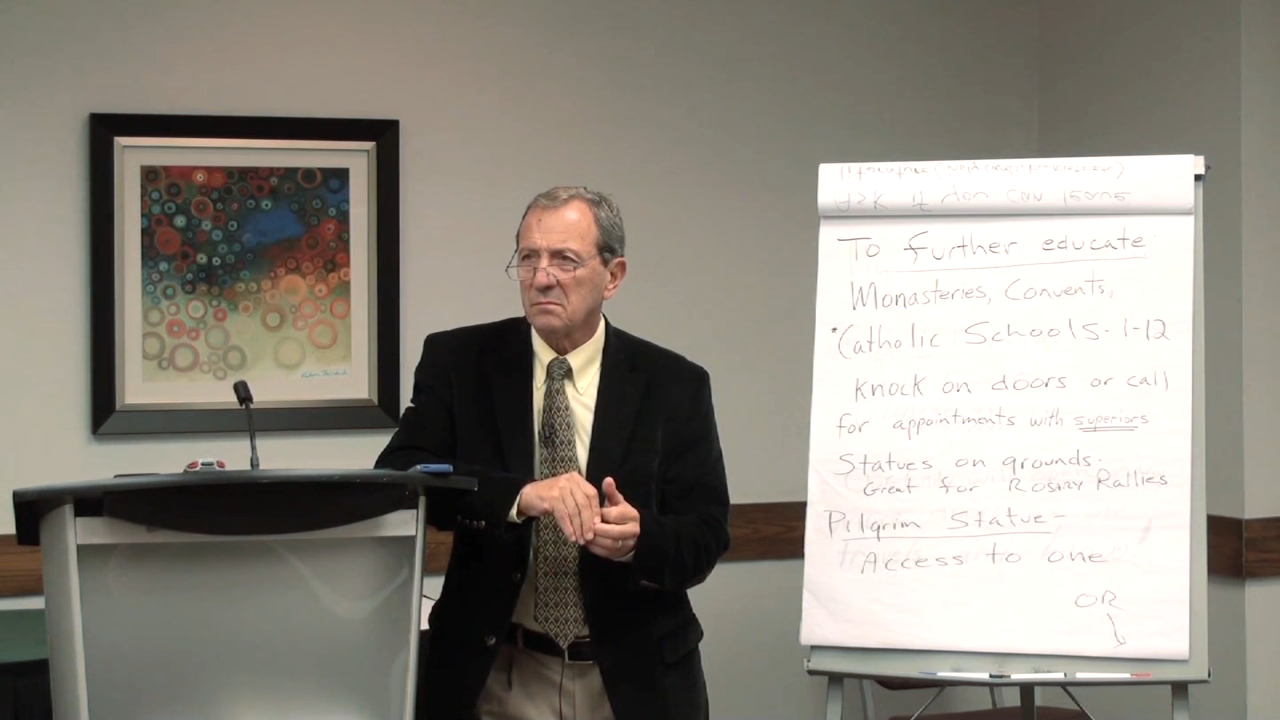 To further educate
Monasteries, Convents,
*Catholic Schools-1-12
knock on doors or call
for appointments with superiors
Statues on grounds.
Great for Rosary Rallies
Pilgrim Statue-
Access to one
OR